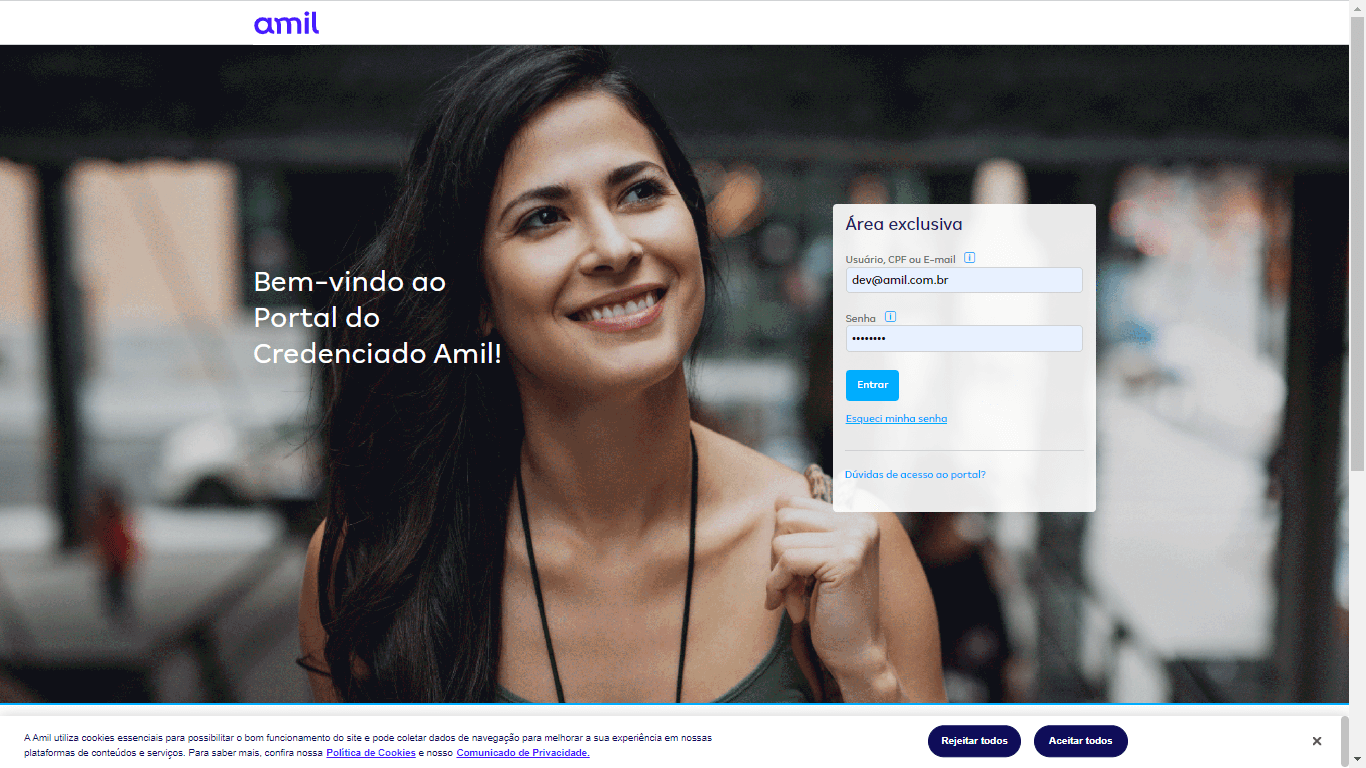 amil
Bem-vindo ao
Portal do
Credenciado Amil!
Área exclusiva
Usuário, CPF ou E-mail i
dev@amil.com.br
Senha i
••••••••
Entrar
Esqueci minha senha
Dúvidas de acesso ao portal?
A Amil utiliza cookies essenciais para possibilitar o bom funcionamento do site e pode coletar dados de navegação para melhorar a sua experiência em nossas
plataformas de conteúdos e serviços. Para saber mais, confira nossa Política de Cookies e nosso Comunicado de Privacidade.
Rejeitar todos
Aceitar todos